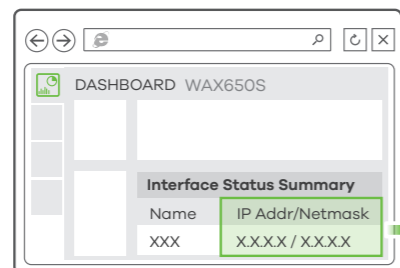 DASHBOARD WAX650S
Interface Status Summary
Name IP Addr/Netmask
XXX X.X.X.X / X.X.X.X